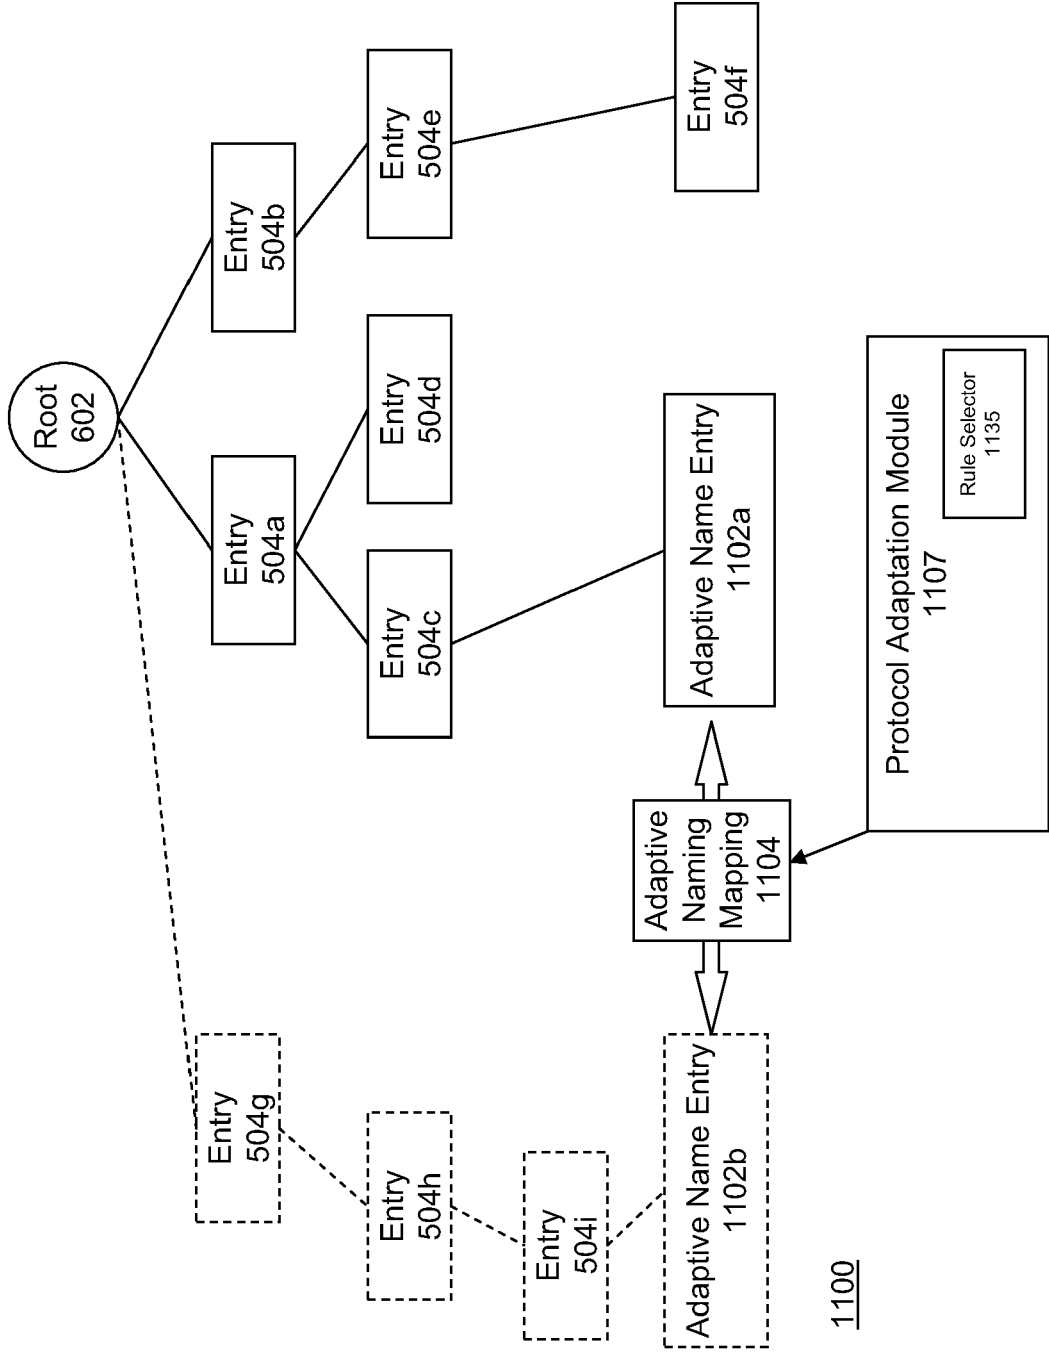 Root
602
Entry
504g
Entry
504a
Entry
504b
Entry
504h
Entry
504c
Entry
504d
Entry
504e
Entry
504i
Adaptive Name Entry
1102b
Adaptive
Naming
Mapping
1104
Adaptive Name Entry
1102a
Entry
504f
Protocol Adaptation Module
1107
Rule Selector
1135
1100